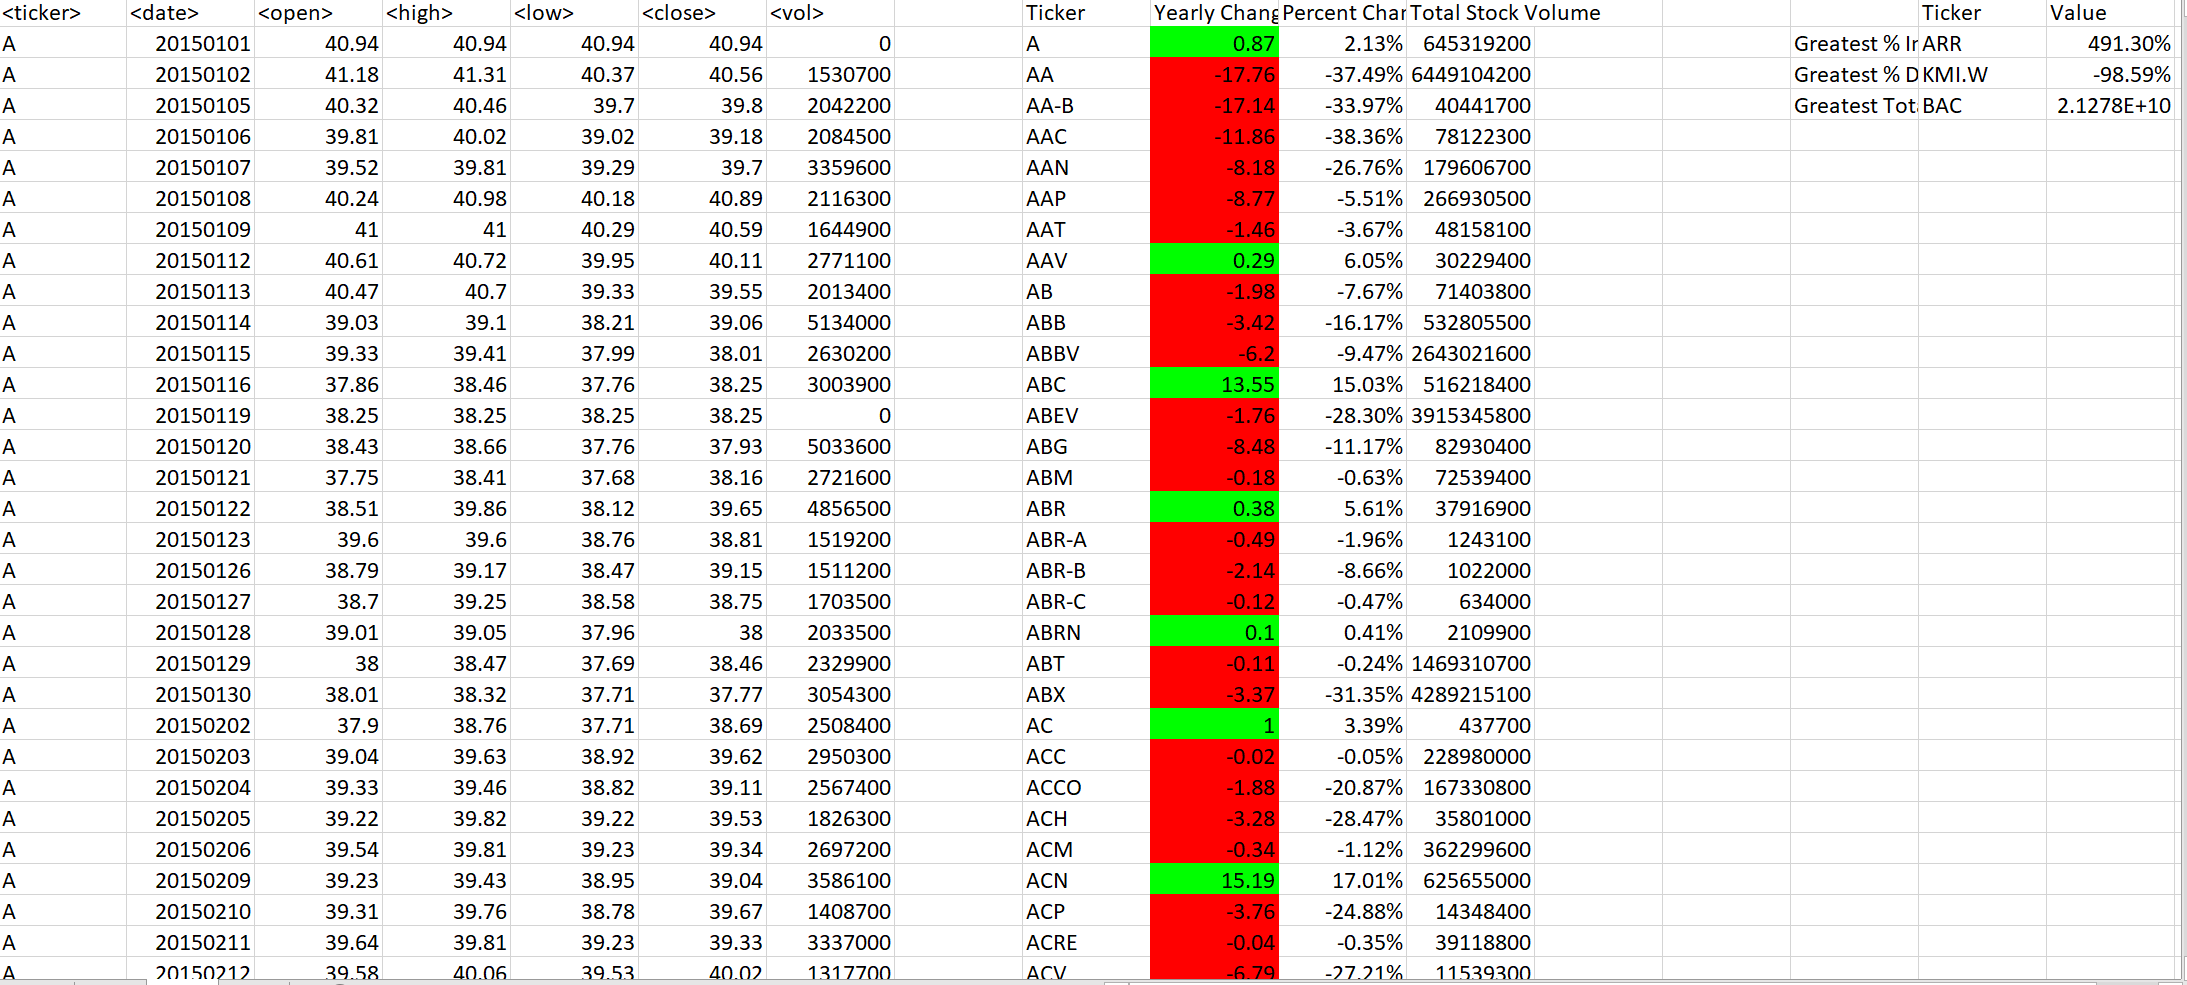 <ticker> <date> <open> <high> <low> <close> <vol> Ticker Yearly Chang Percent Char Total Stock Volume Ticker Value
A 20150101 40.94 40.94 40.94 40.94 0 A 0.87 2.13% 645319200 Greatest % Ir ARR 491.30%
A 20150102 41.18 41.31 40.37 40.56 1530700 AA -17.76 -37.49% 6449104200 Greatest % D KMI.W -98.59%
A 20150105 40.32 40.46 39.7 39.8 2042200 AA-B -17.14 -33.97% 40441700 Greatest Tot BAC 2.1278E+10
A 20150106 39.81 40.02 39.02 39.18 2084500 AAC -11.86 -38.36% 78122300
A 20150107 39.52 39.81 39.29 39.7 3359600 AAN -8.18 -26.76% 179606700
A 20150108 40.24 40.98 40.18 40.89 2116300 AAP -8.77 -5.51% 266930500
A 20150109 41 41 40.29 40.59 1644900 AAT -1.46 -3.67% 48158100
A 20150112 40.61 40.72 39.95 40.11 2771100 AAV 0.29 6.05% 30229400
A 20150113 40.47 40.7 39.33 39.55 2013400 AB -1.98 -7.67% 71403800
A 20150114 39.03 39.1 38.21 39.06 5134000 ABB -3.42 -16.17% 532805500
A 20150115 39.33 39.41 37.99 38.01 2630200 ABBV -6.2 -9.47% 2643021600
A 20150116 37.86 38.46 37.76 38.25 3003900 ABC 13.55 15.03% 516218400
A 20150119 38.25 38.25 38.25 38.25 0 ABEV -1.76 -28.30% 3915345800
A 20150120 38.43 38.66 37.76 37.93 5033600 ABG -8.48 -11.17% 82930400
A 20150121 37.75 38.41 37.68 38.16 2721600 ABM -0.18 -0.63% 72539400
A 20150122 38.51 39.86 38.12 39.65 4856500 ABR 0.38 5.61% 37916900
A 20150123 39.6 39.6 38.76 38.81 1519200 ABR-A -0.49 -1.96% 1243100
A 20150126 38.79 39.17 38.47 39.15 1511200 ABR-B -2.14 -8.66% 1022000
A 20150127 38.7 39.25 38.58 38.75 1703500 ABR-C -0.12 -0.47% 634000
A 20150128 39.01 39.05 37.96 38 2033500 ABRN 0.1 0.41% 2109900
A 20150129 38 38.47 37.69 38.46 2329900 ABT -0.11 -0.24% 1469310700
A 20150130 38.01 38.32 37.71 37.77 3054300 ABX -3.37 -31.35% 4289215100
A 20150202 37.9 38.76 37.71 38.69 2508400 AC 1 3.39% 437700
A 20150203 39.04 39.63 38.92 39.62 2950300 ACC -0.02 -0.05% 228980000
A 20150204 39.33 39.46 38.82 39.11 2567400 ACCO -1.88 -20.87% 167330800
A 20150205 39.22 39.82 39.22 39.53 1826300 ACH -3.28 -28.47% 35801000
A 20150206 39.54 39.81 39.23 39.34 2697200 ACM -0.34 -1.12% 362299600
A 20150209 39.23 39.43 38.95 39.04 3586100 ACN 15.19 17.01% 625655000
A 20150210 39.31 39.76 38.78 39.67 1408700 ACP -3.76 -24.88% 14348400
A 20150211 39.64 39.81 39.23 39.33 3337000 ACRE -0.04 -0.35% 39118800
A 20150212 39.58 40.06 39.53 40.02 1317700 ACV -6.79 -27.21% 11539300